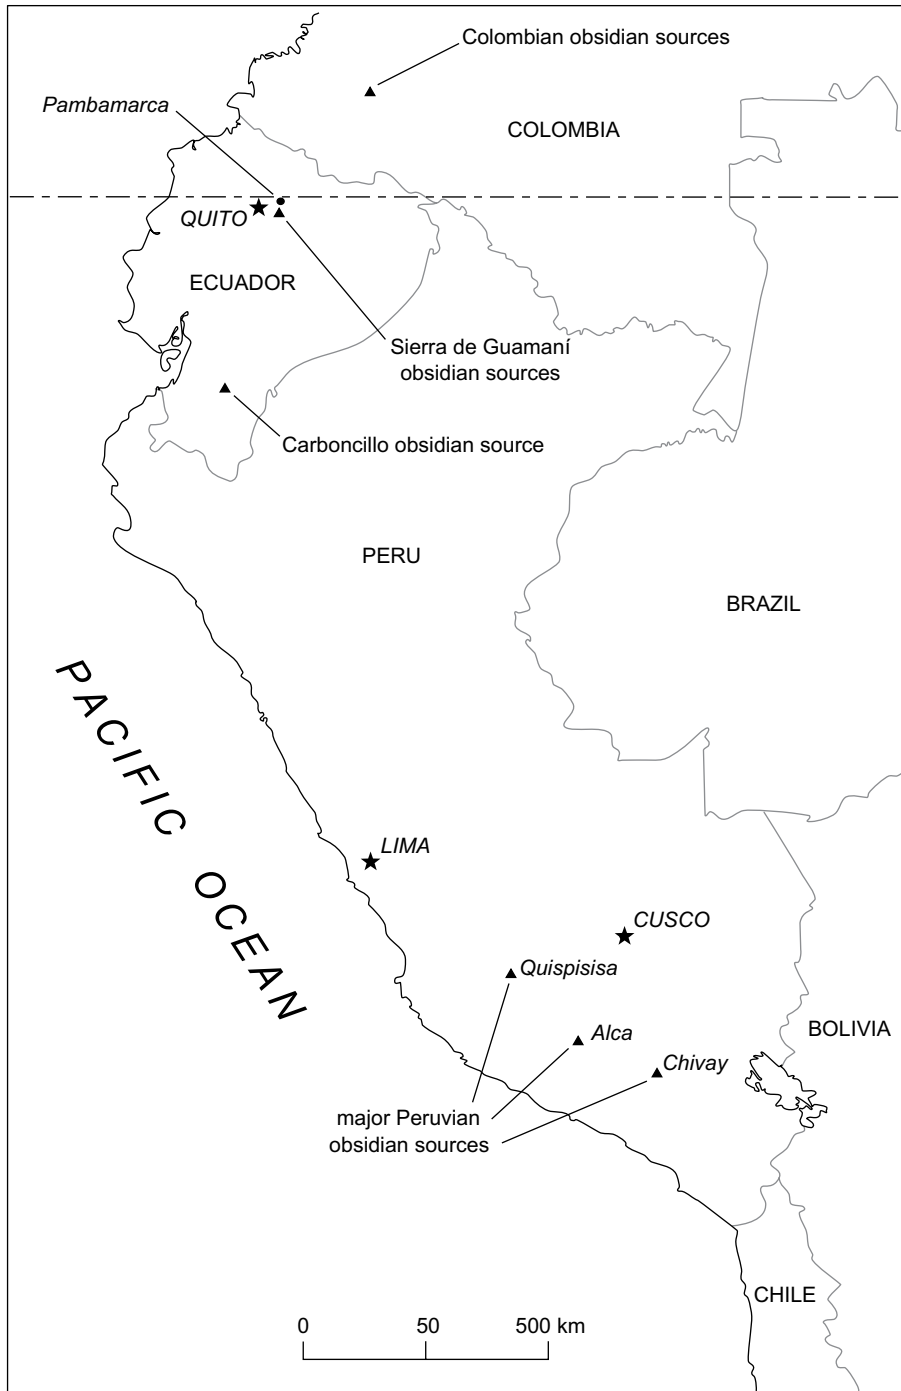 Colombian obsidian sources
Pambamarca
COLOMBIA
QUITO
ECUADOR
Sierra de Guamaní
obsidian sources
Carboncillo obsidian source
PERU
BRAZIL
PACIFIC OCEAN
LIMA
CUSCO
Quispisisa
Alca
BOLIVIA
Chivay
major Peruvian
obsidian sources
CHILE
0 50 500 km